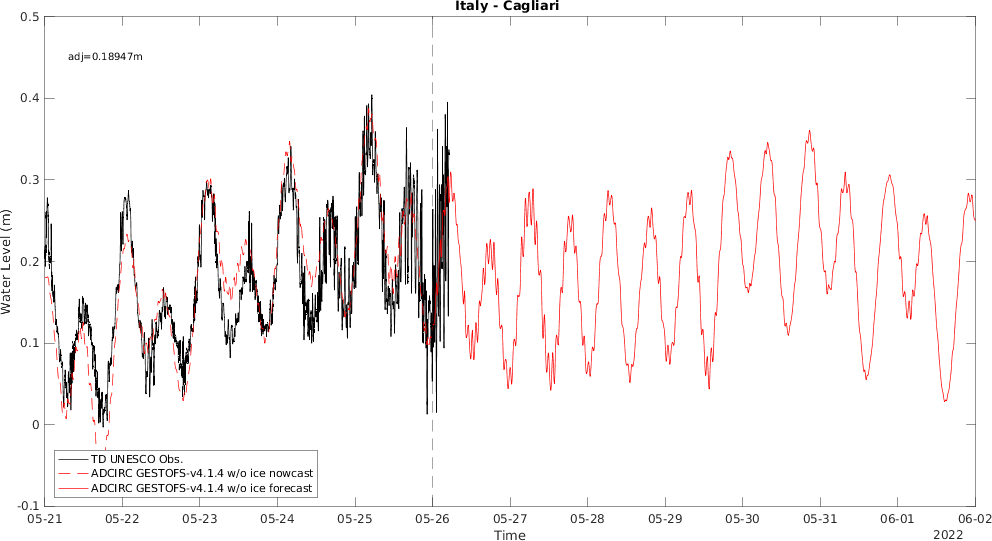 Italy - Cagliari
adj=0.18947m
0.5
0.4
0.3
0.2
0.1
0
-0.1
Water Level (m)
TD UNESCO Obs.
ADCIRC GESTOFS-v4.1.4 w/o ice nowcast
ADCIRC GESTOFS-v4.1.4 w/o ice forecast
05-21 05-22 05-23 05-24 05-25 05-26 05-27 05-28 05-29 05-30 05-31 06-01 06-02
Time
2022